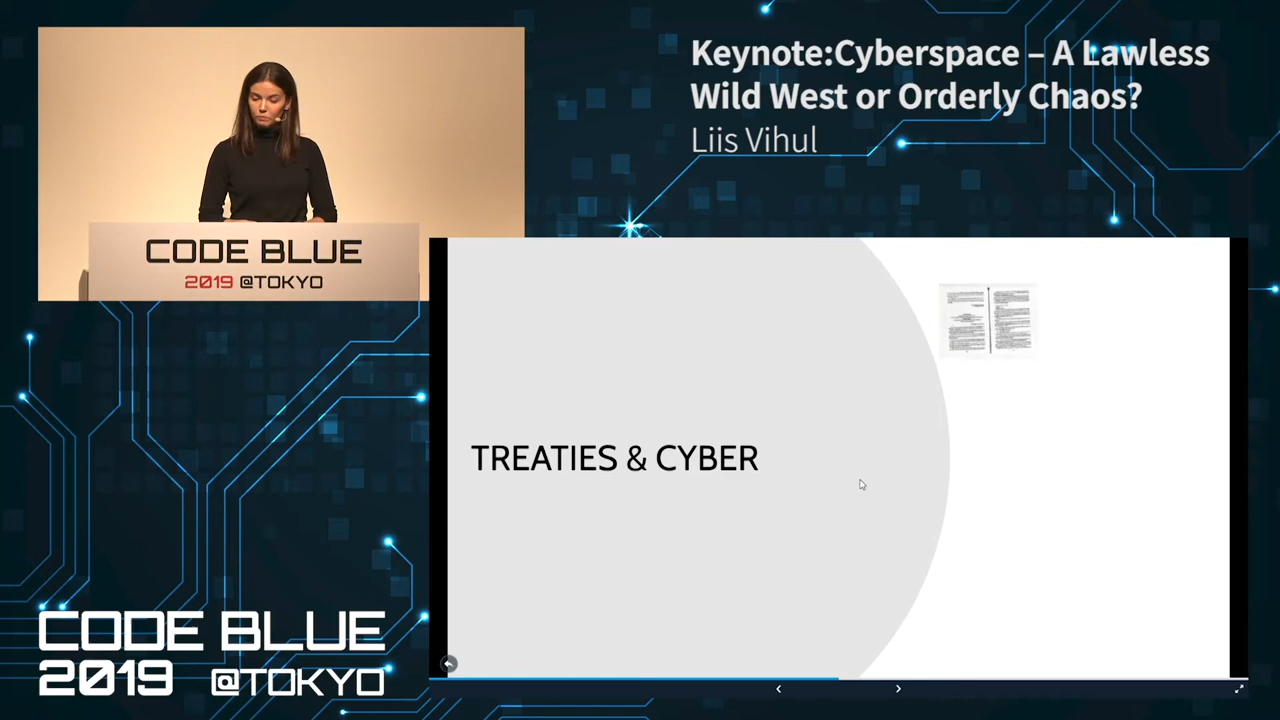 Keynote:Cyberspace – A Lawless
Wild West or Orderly Chaos?
Liis Vihul
CODE BLUE
2019 @TOKYO
TREATIES & CYBER
CODE BLUE
2019 @TOKYO